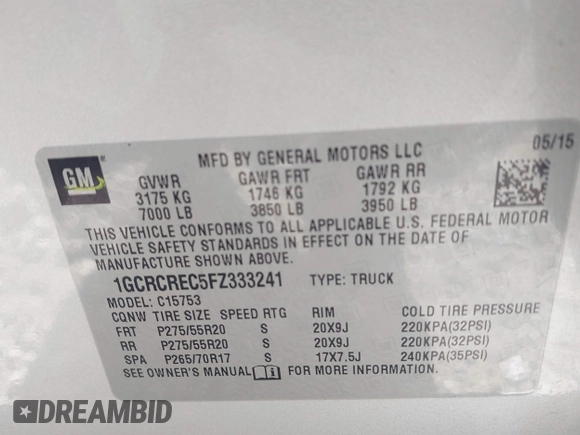 05/15
MFD BY GENERAL MOTORS LLC
GM
GVWR GAWR FRT GAWR RR
3175 KG 1746 KG 1792 KG
7000 LB 3850 LB 3950 LB
THIS VEHICLE CONFORMS TO ALL APPLICABLE U.S. FEDERAL MOTOR
VEHICLE SAFETY STANDARDS IN EFFECT ON THE DATE OF
MANUFACTURE SHOWN ABOVE.
1GCRCREC5FZ333241 TYPE: TRUCK
MODEL: C15753
CQNW TIRE SIZE SPEED RTG RIM COLD TIRE PRESSURE
FRT P275/55R20 S 20X9J 220KPA(32PSI)
RR P275/55R20 S 20X9J 220KPA(32PSI)
SPA P265/70R17 S 17X7.5J 240KPA(35PSI)
SEE OWNER'S MANUAL FOR MORE INFORMATION.
DREAMBID